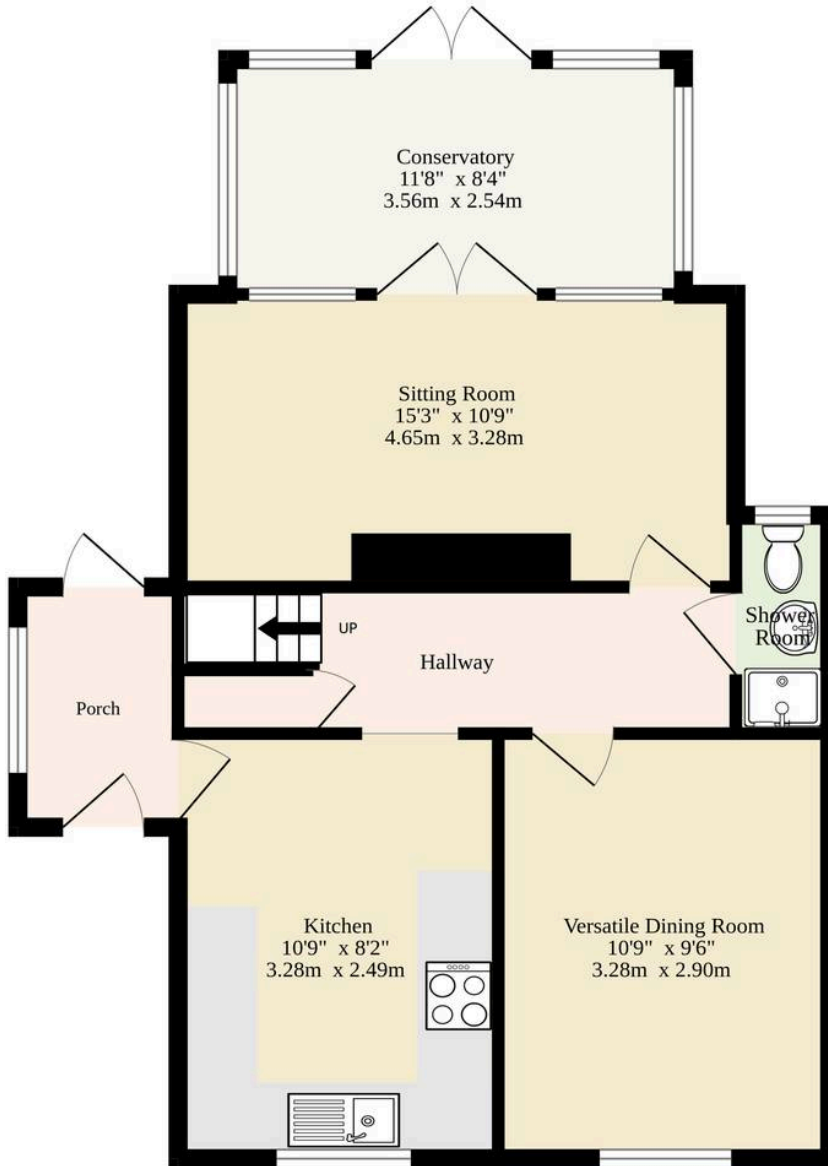 Conservatory
11'8" x 8'4"
3.56m x 2.54m
Sitting Room
15'3" x 10'9"
4.65m x 3.28m
Shower
Room
UP
Hallway
Porch
Kitchen
10'9" x 8'2"
3.28m x 2.49m
Versatile Dining Room
10'9" x 9'6"
3.28m x 2.90m